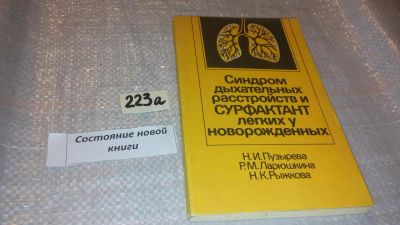 223а
Состояние новой
книги
Синдром
дыхательных
расстройств и
СУРФАКТАНТ
легких у
новорожденных
Н.И.Пузырева
Р.М.Ларюшкина
Н.К.Рыжкова